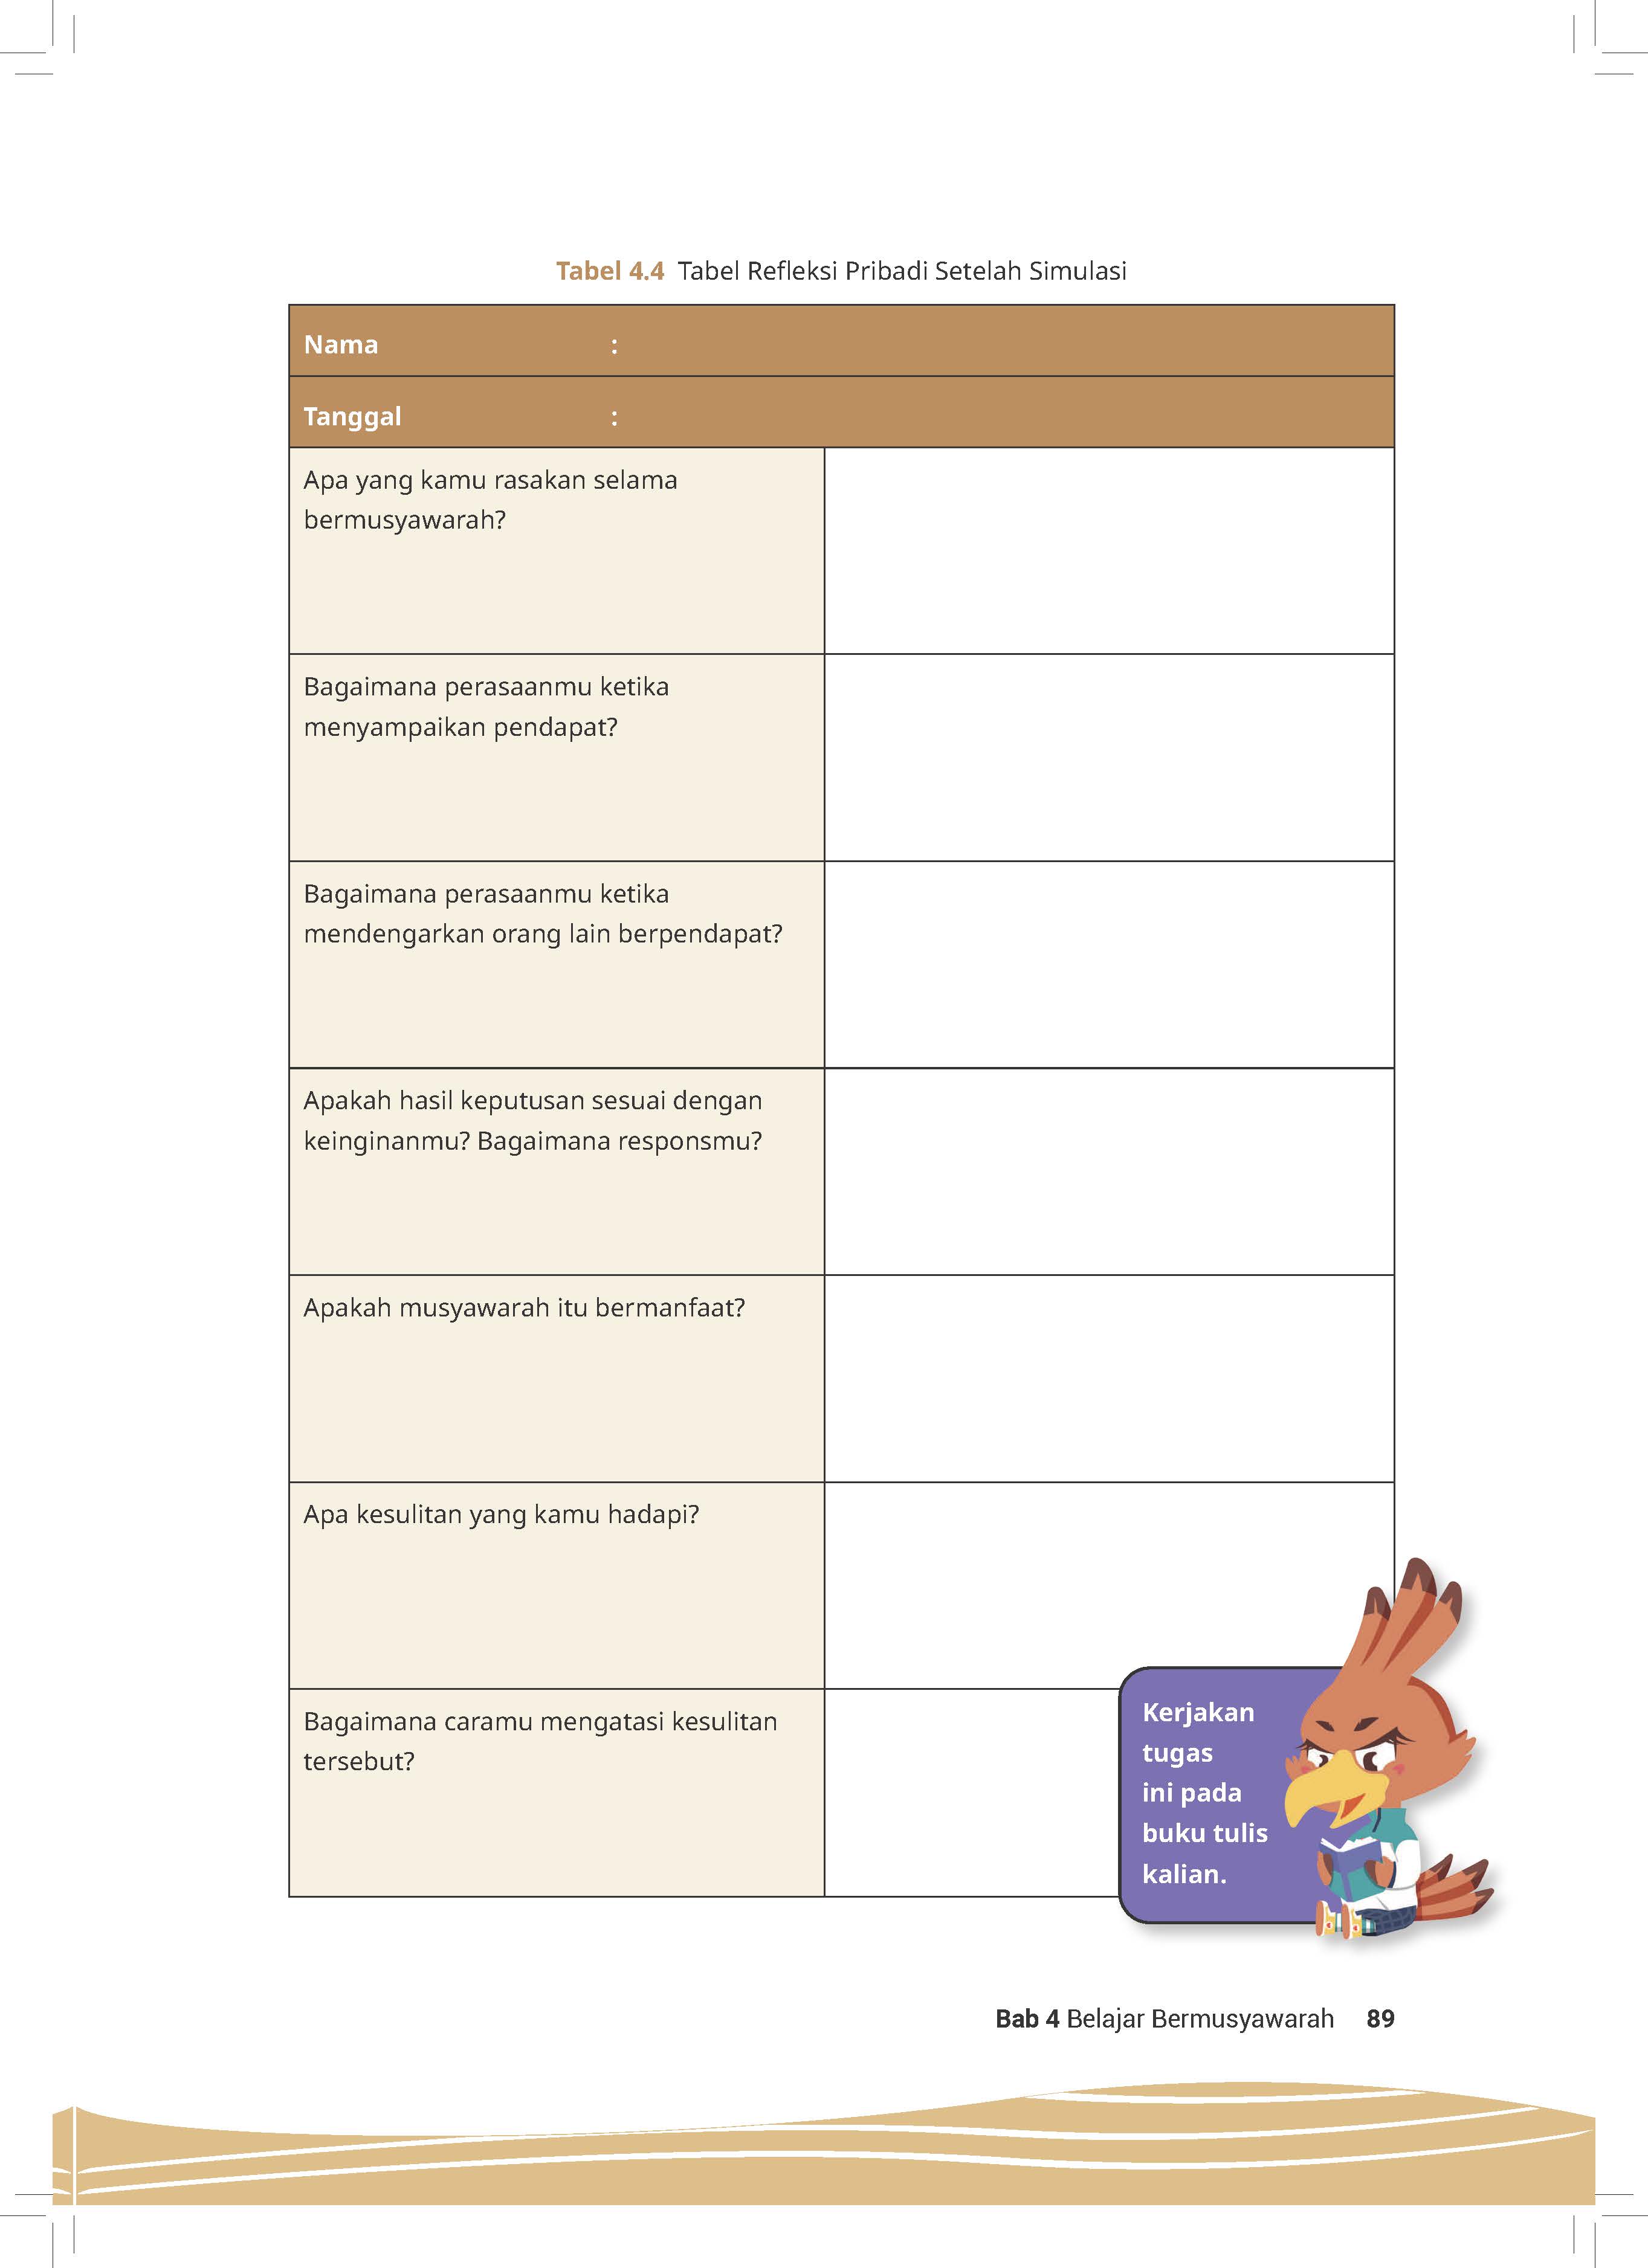 Tabel 4.4 Tabel Refleksi Pribadi Setelah Simulasi
Nama :
Tanggal :
Apa yang kamu rasakan selama
bermusyawarah?
Bagaimana perasaanmu ketika
menyampaikan pendapat?
Bagaimana perasaanmu ketika
mendengarkan orang lain berpendapat?
Apakah hasil keputusan sesuai dengan
keinginanmu? Bagaimana responsmu?
Apakah musyawarah itu bermanfaat?
Apa kesulitan yang kamu hadapi?
Bagaimana caramu mengatasi kesulitan
tersebut?
Kerjakan
tugas
ini pada
buku tulis
kalian.
Bab 4 Belajar Bermusyawarah 89